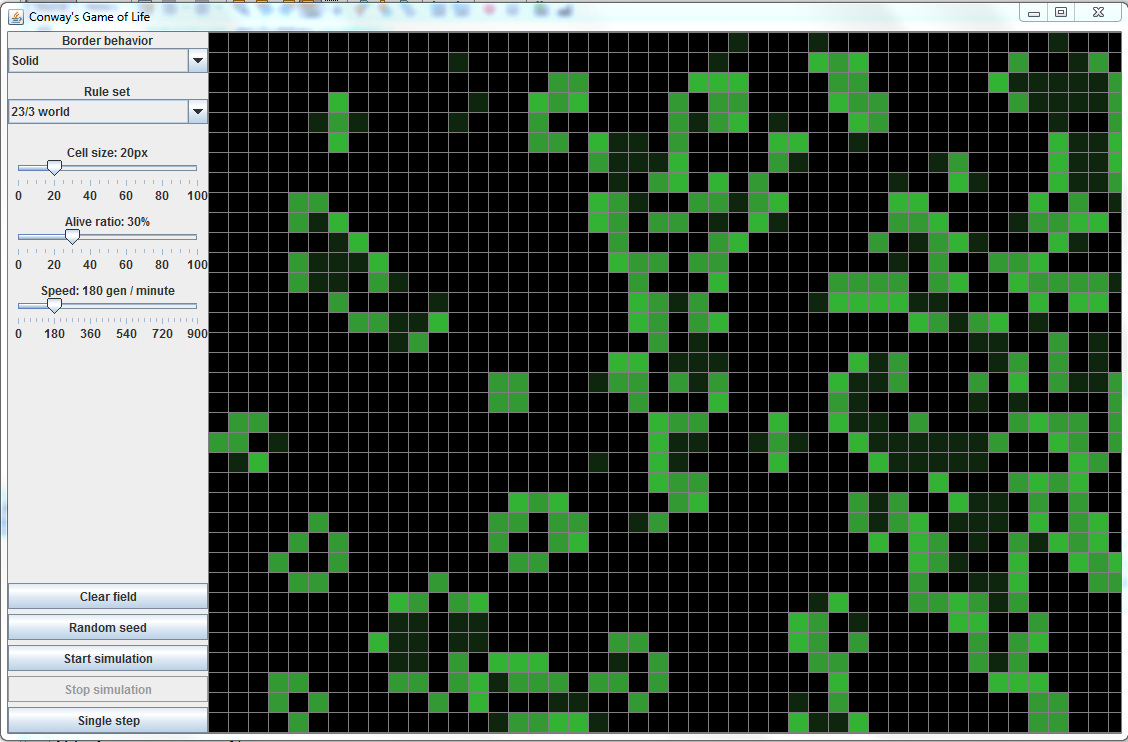 Conway's Game of Life
Border behavior
Solid
Rule set
23/3 world
Cell size: 20px
0 20 40 60 80 100
Alive ratio: 30%
0 20 40 60 80 100
Speed: 180 gen / minute
0 180 360 540 720 900
Clear field
Random seed
Start simulation
Stop simulation
Single step